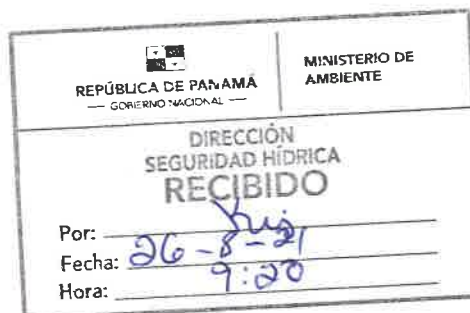 REPÚBLICA DE PANAMÁ
— GOBIERNO NACIONAL —
MINISTERIO DE
AMBIENTE
DIRECCIÓN
SEGURIDAD HÍDRICA
RECIBIDO
Por:
Fecha: 26-8-21
Hora: 9:20